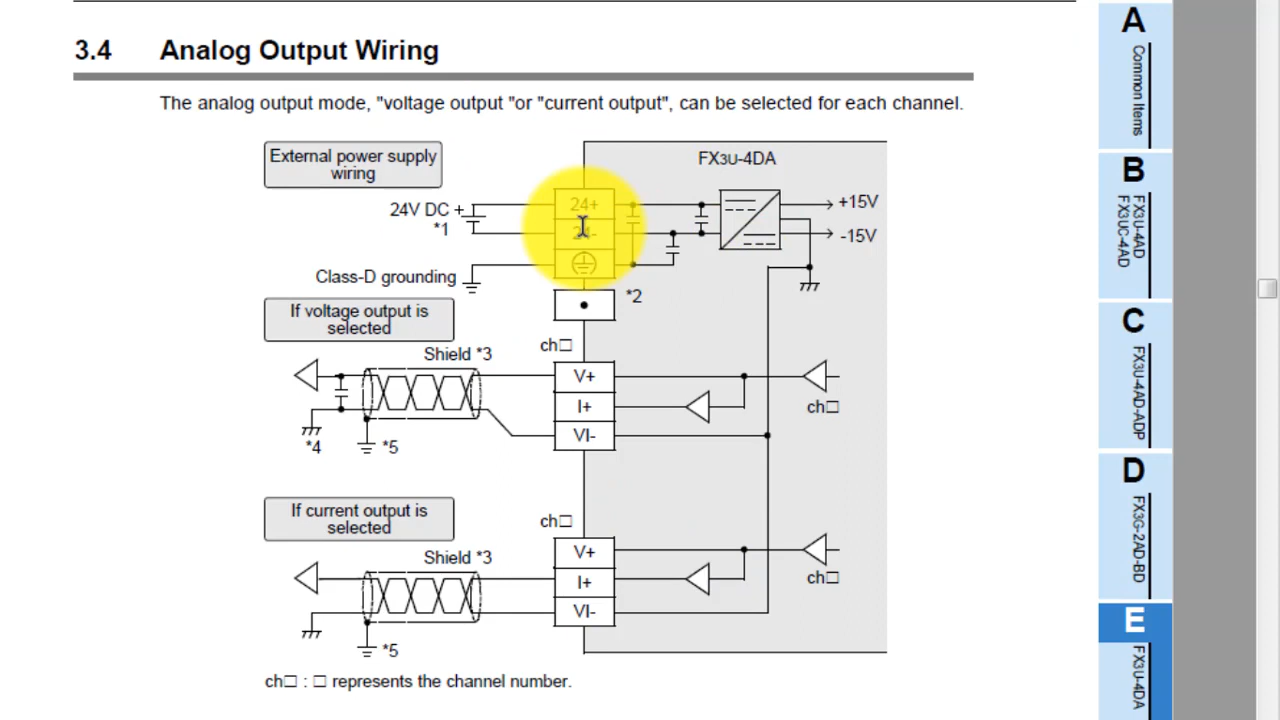 3.4 Analog Output Wiring
The analog output mode, "voltage output "or "current output", can be selected for each channel.
External power supply
wiring
FX3U-4DA
24V DC +
*1
24+
24-
+15V
-15V
Class-D grounding
*2
If voltage output is
selected
ch□
Shield *3
V+
I+
VI-
ch□
*4
*5
If current output is
selected
ch□
Shield *3
V+
I+
VI-
ch□
*5
ch□ : □ represents the channel number.
A
Common Items
B
FX3U-4AD
FX3UC-4AD
C
FX3U-4AD-ADP
D
FX3G-2AD-BD
E
FX3U-4DA